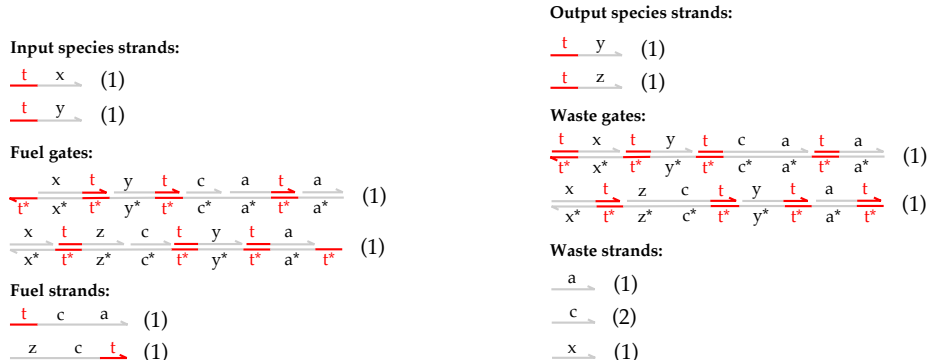 Input species strands:
t x (1)
t y (1)
Fuel gates:
x t y t c a t a
t* x* t* y* t* c* a* t* a* (1)
x t z c t y t a
x* t* z* c* t* y* t* a* t* (1)
Fuel strands:
t c a (1)
z c t (1)
Output species strands:
t y (1)
t z (1)
Waste gates:
t x t y t c a t a
t* x* t* y* t* c* a* t* a* (1)
x t z c t y t a t
x* t* z* c* t* y* t* a* t* (1)
Waste strands:
a (1)
c (2)
x (1)